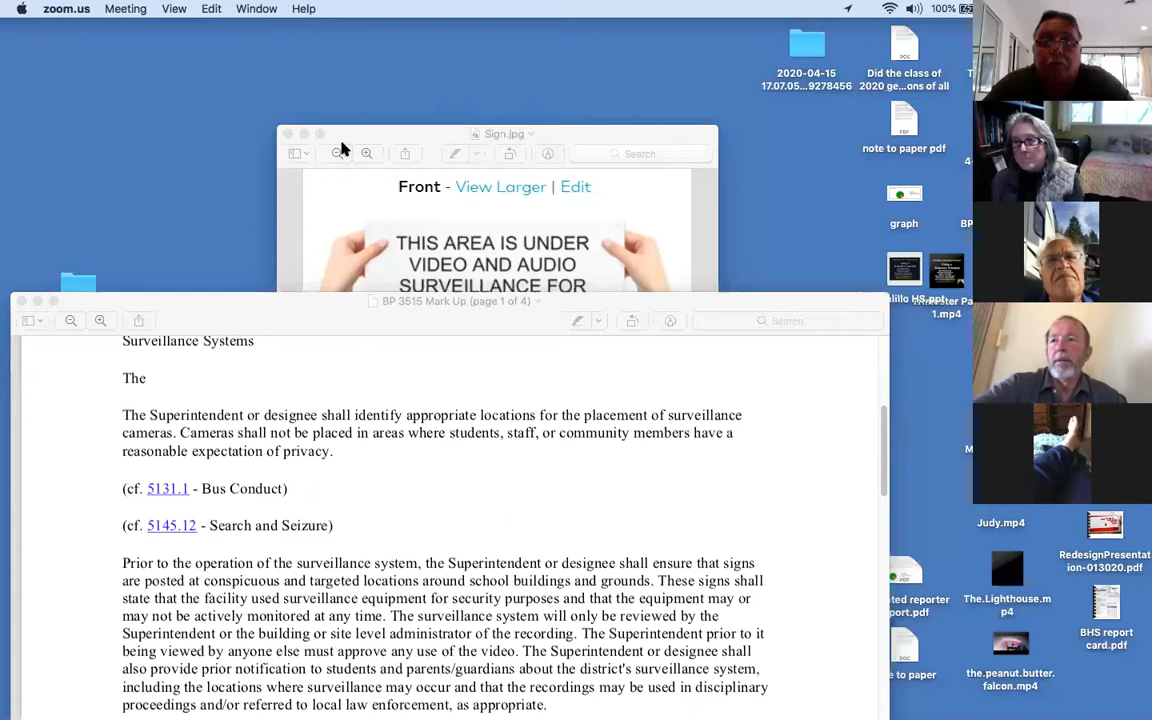 zoom.us Meeting View Edit Window Help 100%
2020-04-15
17.07.05...9278456
Did the class of
2020 ge...ons of all
note to paper pdf
graph
Sign.jpg
Search
Front - View Larger | Edit
THIS AREA IS UNDER
VIDEO AND AUDIO
SURVEILLANCE FOR
1.mp4
BP 3515 Mark Up (page 1 of 4)
Search
Surveillance Systems
The
The Superintendent or designee shall identify appropriate locations for the placement of surveillance
cameras. Cameras shall not be placed in areas where students, staff, or community members have a
reasonable expectation of privacy.
(cf. 5131.1 - Bus Conduct)
(cf. 5145.12 - Search and Seizure)
Prior to the operation of the surveillance system, the Superintendent or designee shall ensure that signs
are posted at conspicuous and targeted locations around school buildings and grounds. These signs shall
state that the facility used surveillance equipment for security purposes and that the equipment may or
may not be actively monitored at any time. The surveillance system will only be reviewed by the
Superintendent or the building or site level administrator of the recording. The Superintendent prior to it
being viewed by anyone else must approve any use of the video. The Superintendent or designee shall
also provide prior notification to students and parents/guardians about the district's surveillance system,
including the locations where surveillance may occur and that the recordings may be used in disciplinary
proceedings and/or referred to local law enforcement, as appropriate.
Judy.mp4
RedesignPresentat
ion-013020.pdf
ted reporter
port.pdf
The.Lighthouse.m
p4
BHS report
card.pdf
e to paper
the.peanut.butter.
falcon.mp4